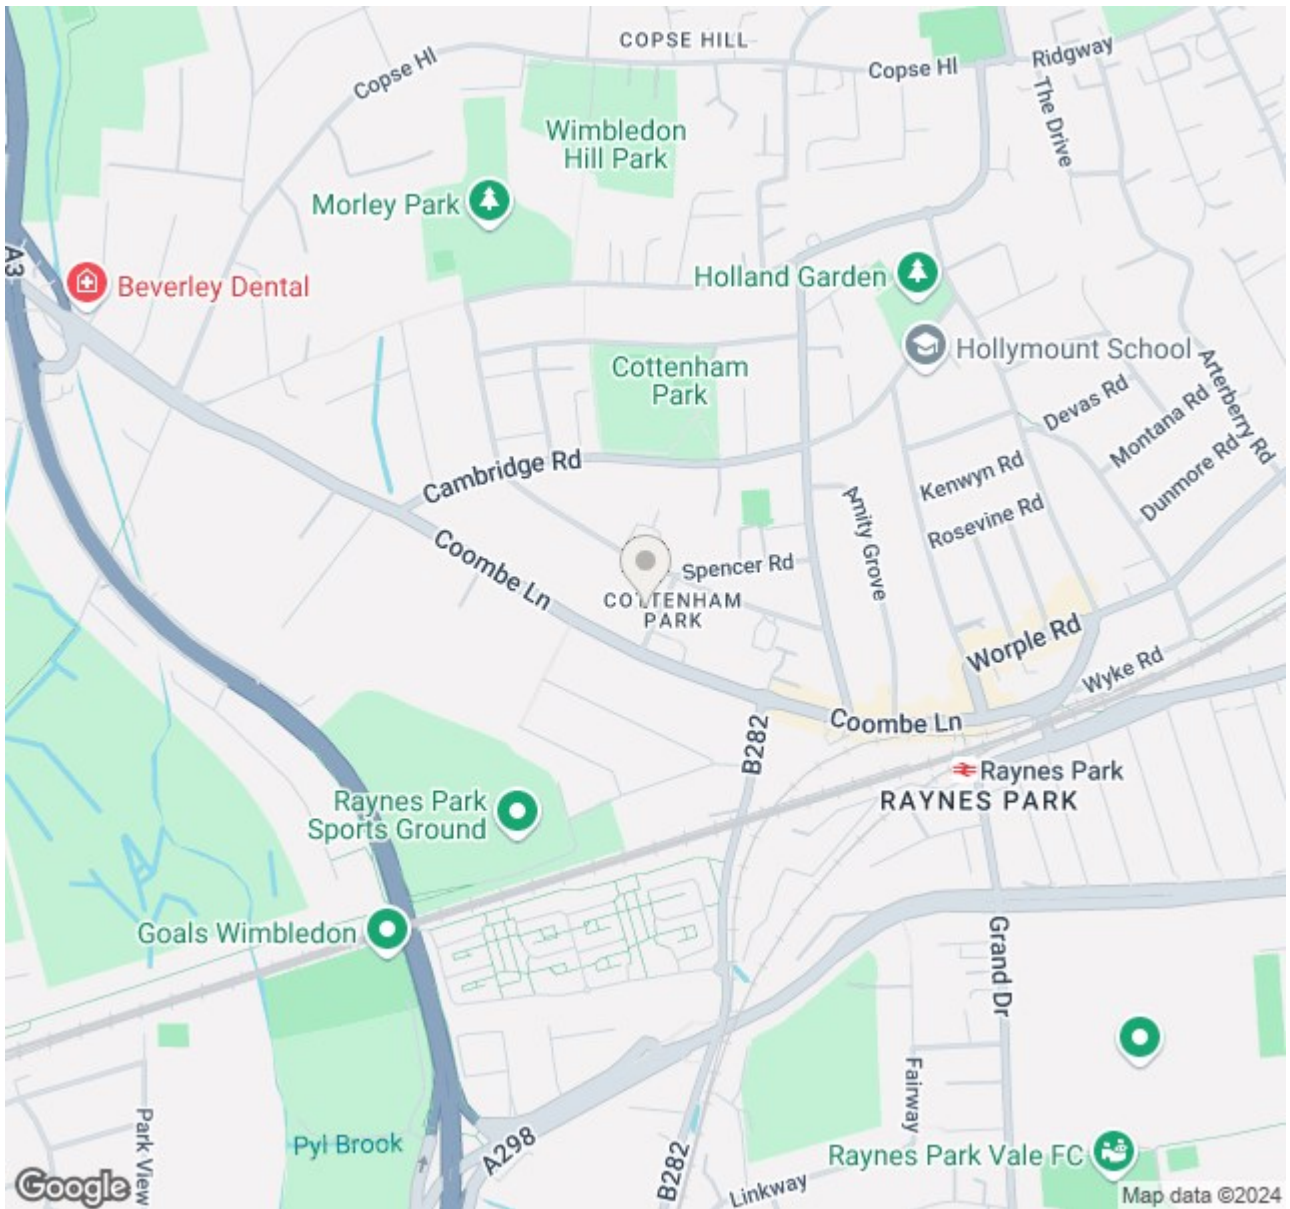 COPSE HILL
Copse Hl
Copse Hl
Ridgway
The Drive
Wimbledon
Hill Park
Morley Park
A3
Beverley Dental
Holland Garden
Hollymount School
Cottenham
Park
Arterberry Rd
Devas Rd
Montana Rd
Dunmore Rd
Cambridge Rd
Kenwyn Rd
Rosevine Rd
Amity Grove
Coombe Ln
Spencer Rd
COTTENHAM
PARK
Worple Rd
Wyke Rd
Coombe Ln
B282
Raynes Park
RAYNES PARK
Raynes Park
Sports Ground
Goals Wimbledon
Grand Dr
Fairway
Park View
Pyl Brook
A298
B282
Linkway
Raynes Park Vale FC
Google
Map data ©2024